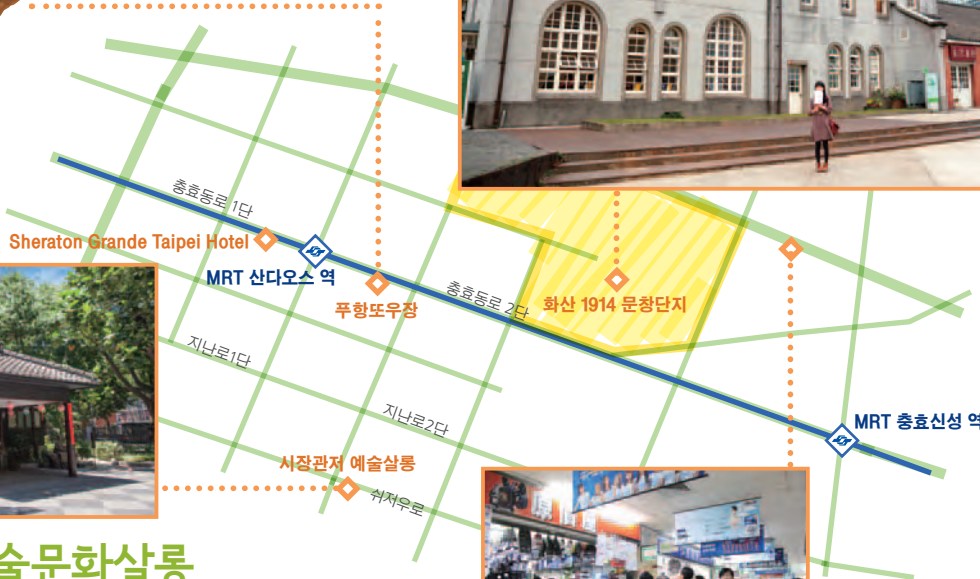 충효동로 1단
Sheraton Grande Taipei Hotel
MRT 산다오스 역
푸항또우장
충효동로 2단
화산 1914 문창단지
지난로1단
지난로2단
MRT 충효신성 역
시장관저 예술살롱
쉬저우로
술문화살롱